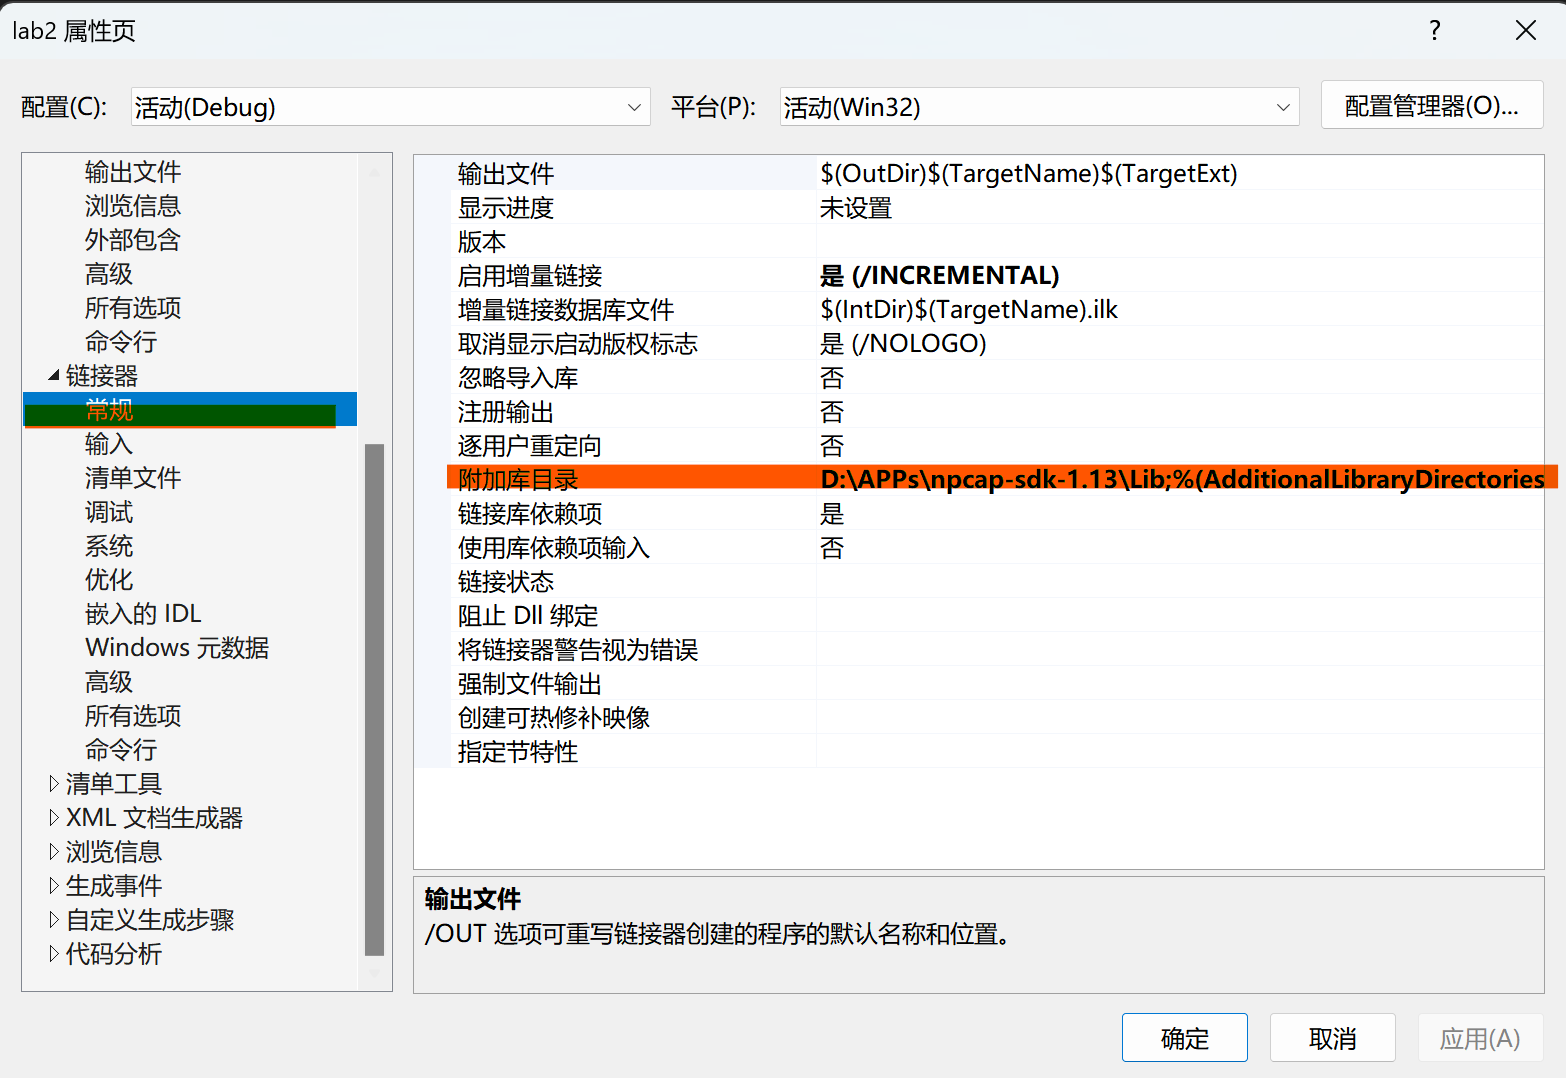 lab2 属性页
?
配置(C): 活动(Debug) 平台(P): 活动(Win32) 配置管理器(O)...
输出文件
浏览信息
外部包含
高级
所有选项
命令行
链接器
常规
输入
清单文件
调试
系统
优化
嵌入的 IDL
Windows 元数据
高级
所有选项
命令行
清单工具
XML 文档生成器
浏览信息
生成事件
自定义生成步骤
代码分析
输出文件 $(OutDir)$(TargetName)$(TargetExt)
显示进度 未设置
版本
启用增量链接 是 (/INCREMENTAL)
增量链接数据库文件 $(IntDir)$(TargetName).ilk
取消显示启动版权标志 是 (/NOLOGO)
忽略导入库 否
注册输出 否
逐用户重定向 否
附加库目录 D:\APPs\npcap-sdk-1.13\Lib;%(AdditionalLibraryDirectories
链接库依赖项 是
使用库依赖项输入 否
链接状态
阻止 Dll 绑定
将链接器警告视为错误
强制文件输出
创建可热修补映像
指定节特性
输出文件
/OUT 选项可重写链接器创建的程序的默认名称和位置。
确定 取消 应用(A)